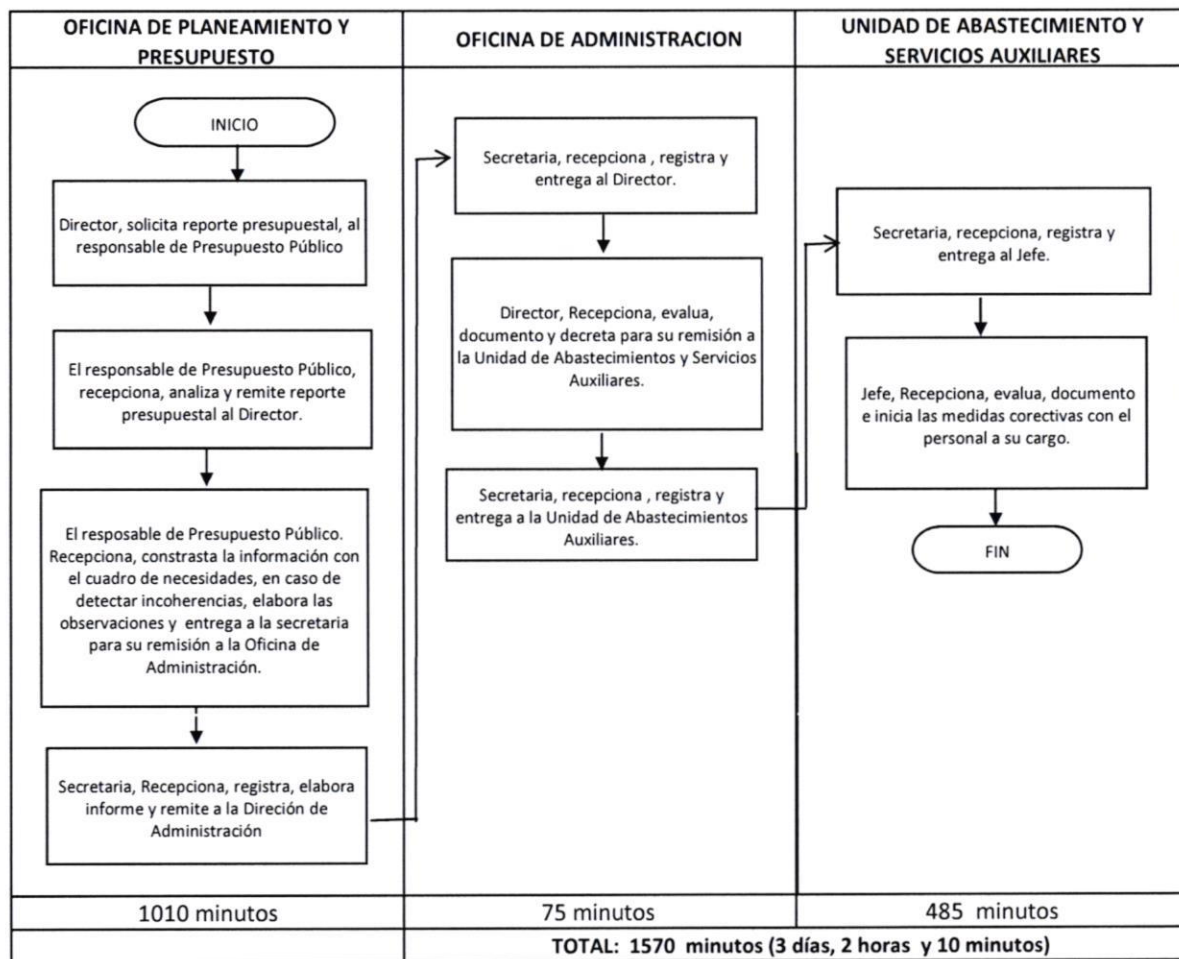 OFICINA DE PLANEAMIENTO Y
PRESUPUESTO
OFICINA DE ADMINISTRACION
UNIDAD DE ABASTECIMIENTO Y
SERVICIOS AUXILIARES
INICIO
Director, solicita reporte presupuestal, al
responsable de Presupuesto Público
El responsable de Presupuesto Público,
recepciona, analiza y remite reporte
presupuestal al Director.
El resposable de Presupuesto Público.
Recepciona, constrasta la información con
el cuadro de necesidades, en caso de
detectar incoherencias, elabora las
observaciones y entrega a la secretaria
para su remisión a la Oficina de
Administración.
Secretaria, Recepciona, registra, elabora
informe y remite a la Direción de
Administración
Secretaria, recepciona , registra y
entrega al Director.
Director, Recepciona, evalua,
documento y decreta para su remisión a
la Unidad de Abastecimientos y Servicios
Auxiliares.
Secretaria, recepciona , registra y
entrega a la Unidad de Abastecimientos
Auxiliares.
Secretaria, recepciona, registra y
entrega al Jefe.
Jefe, Recepciona, evalua, documento
e inicia las medidas corectivas con el
personal a su cargo.
FIN
1010 minutos
75 minutos
485 minutos
TOTAL: 1570 minutos (3 días, 2 horas y 10 minutos)